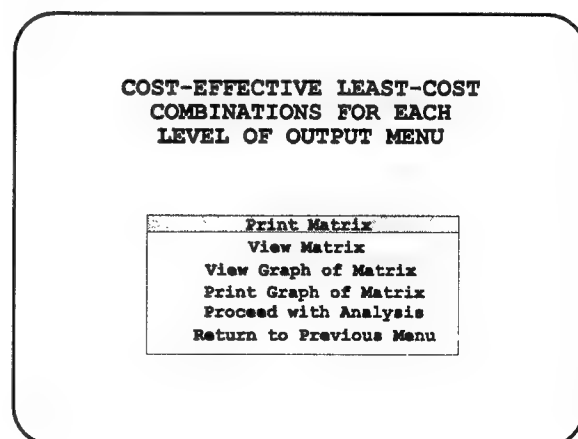 COST-EFFECTIVE LEAST-COST
COMBINATIONS FOR EACH
LEVEL OF OUTPUT MENU
Print Matrix
View Matrix
View Graph of Matrix
Print Graph of Matrix
Proceed with Analysis
Return to Previous Menu